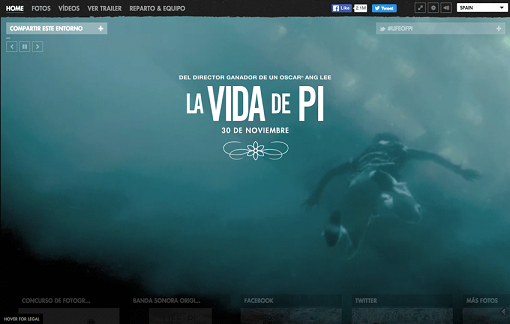 HOME FOTOS VÍDEOS VER TRAILER REPARTO & EQUIPO Like 2.1M Tweet SPAIN
COMPARTIR ESTE ENTORNO + #LIFEOFPI +
DEL DIRECTOR GANADOR DE UN OSCAR® ANG LEE
LA VIDA DE PI
30 DE NOVIEMBRE
CONCURSO DE FOTOGR... BANDA SONORA ORIGI... FACEBOOK TWITTER MÁS FOTOS
HOVER FOR LEGAL